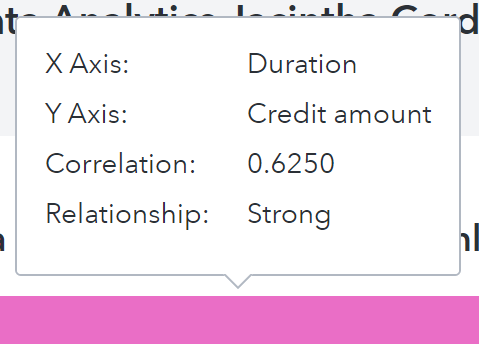 X Axis: Duration
Y Axis: Credit amount
Correlation: 0.6250
Relationship: Strong